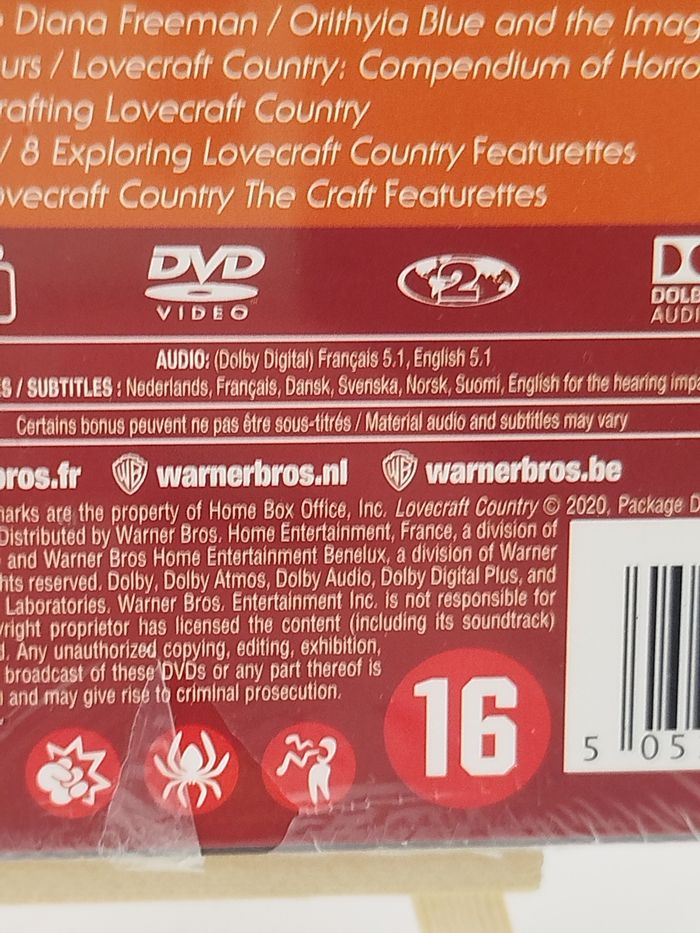 Diana Freeman / Orithyia Blue and the Imag
urs / Lovecraft Country: Compendium of Horro
rafting Lovecraft Country
/ 8 Exploring Lovecraft Country Featurettes
ovecraft Country The Craft Featurettes
DVD VIDEO
2
DOLB
AUDI
AUDIO: (Dolby Digital) Français 5.1, English 5.1
S / SUBTITLES : Nederlands, Français, Dansk, Svenska, Norsk, Suomi, English for the hearing impa
Certains bonus peuvent ne pas être sous-titrés / Material audio and subtitles may vary
bros.fr WB warnerbros.nl WB warnerbros.be
marks are the property of Home Box Office, Inc. Lovecraft Country © 2020, Package D
Distributed by Warner Bros. Home Entertainment, France, a division of
and Warner Bros Home Entertainment Benelux, a division of Warner
hts reserved. Dolby, Dolby Atmos, Dolby Audio, Dolby Digital Plus, and
Laboratories. Warner Bros. Entertainment Inc. is not responsible for
yright proprietor has licensed the content (including its soundtrack)
d. Any unauthorized copying, editing, exhibition,
broadcast of these DVDs or any part thereof is
and may give rise to criminal prosecution.
16
5 05